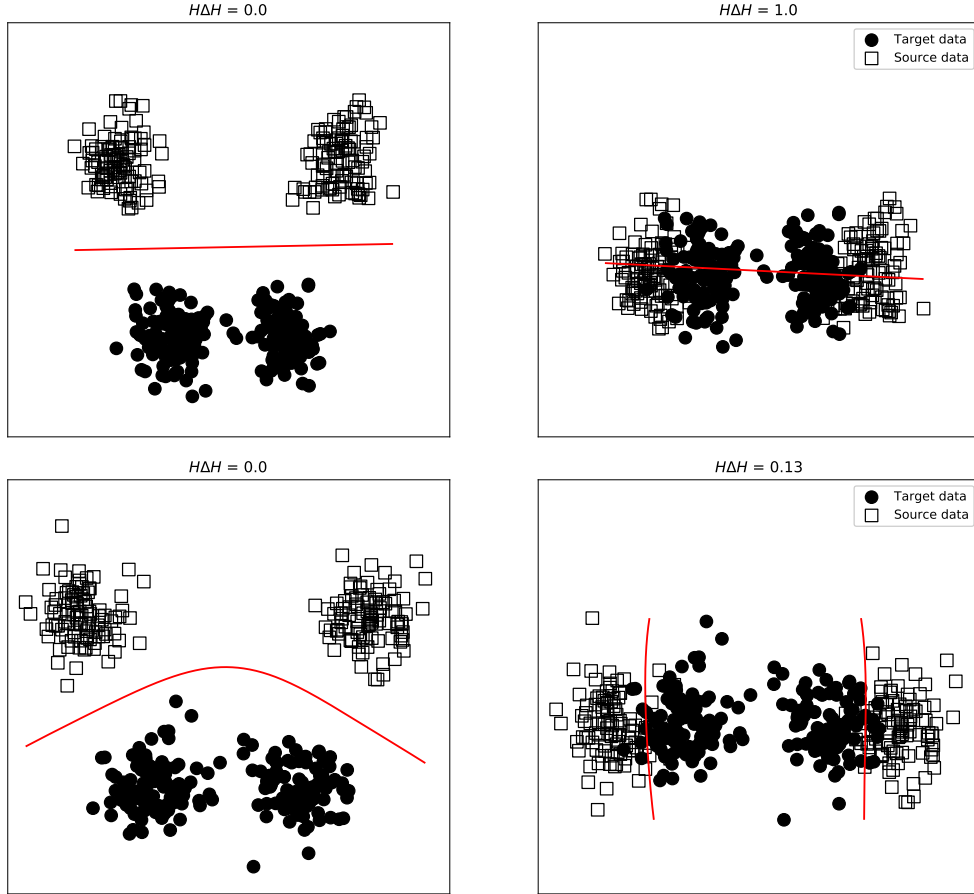 HΔH = 0.0
HΔH = 1.0
Target data
Source data
HΔH = 0.0
HΔH = 0.13
Target data
Source data